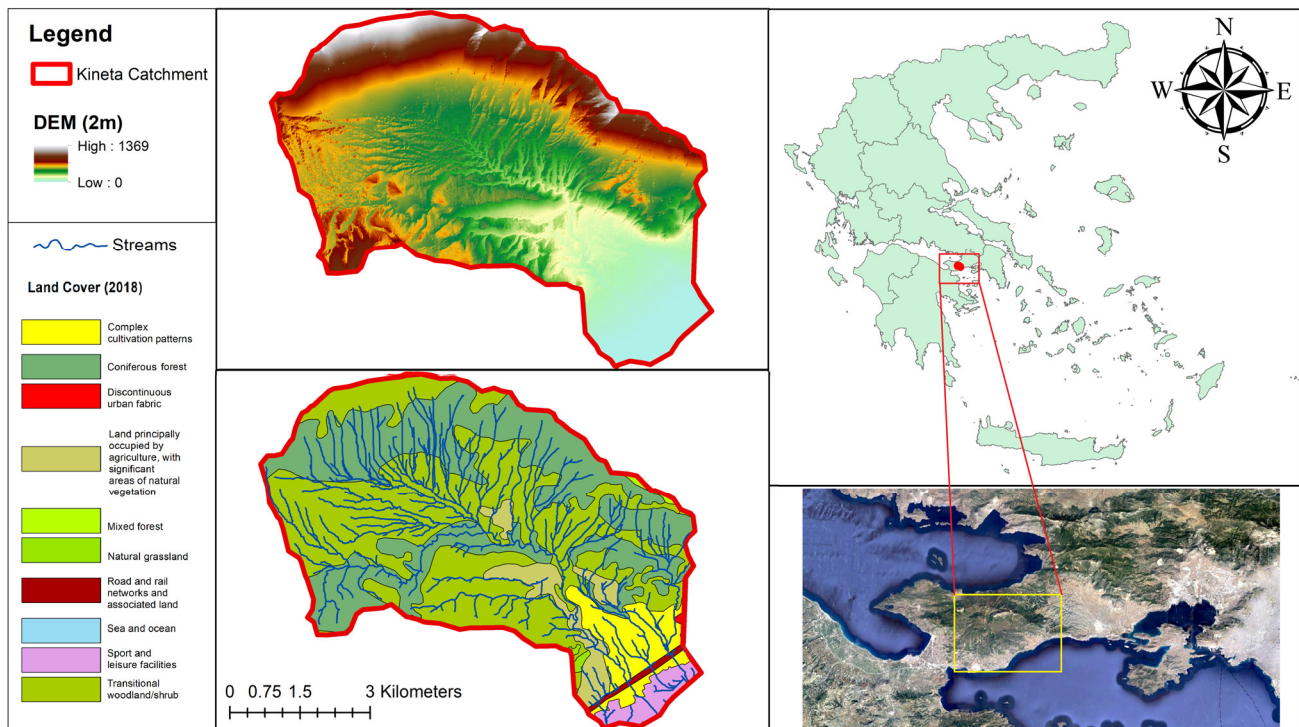 Legend
Kineta Catchment
DEM (2m)
High : 1369
Low : 0
Streams
Land Cover (2018)
Complex
cultivation patterns
Coniferous forest
Discontinuous
urban fabric
Land principally
occupied by
agriculture, with
significant
areas of natural
vegetation
Mixed forest
Natural grassland
Road and rail
networks and
associated land
Sea and ocean
Sport and
leisure facilities
Transitional
woodland/shrub
0 0.75 1.5 3 Kilometers
N
W E
S